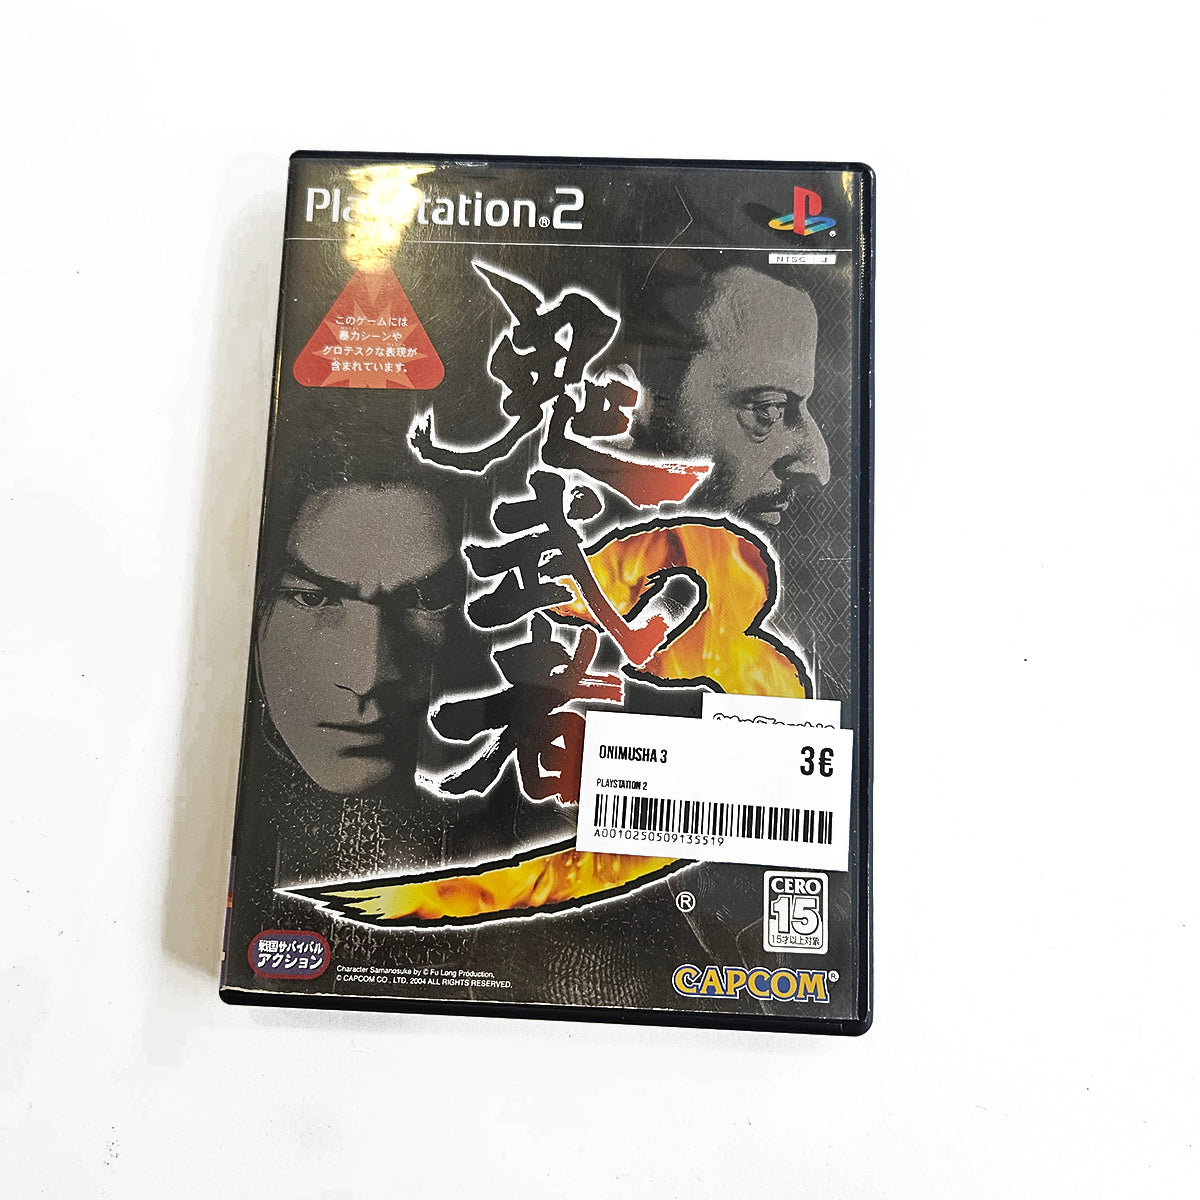 PlayStation®2
NTSC J
このゲームには
暴力シーンや
グロテスクな表現が
含まれています。
鬼武者
3
ONIMUSHA 3
3€
PLAYSTATION 2
A0010250509135519
®
CERO
15
15才以上対象
戦国サバイバル
アクション
Character Samanosuke by © Fu Long Production,
© CAPCOM CO., LTD. 2004 ALL RIGHTS RESERVED.
CAPCOM®